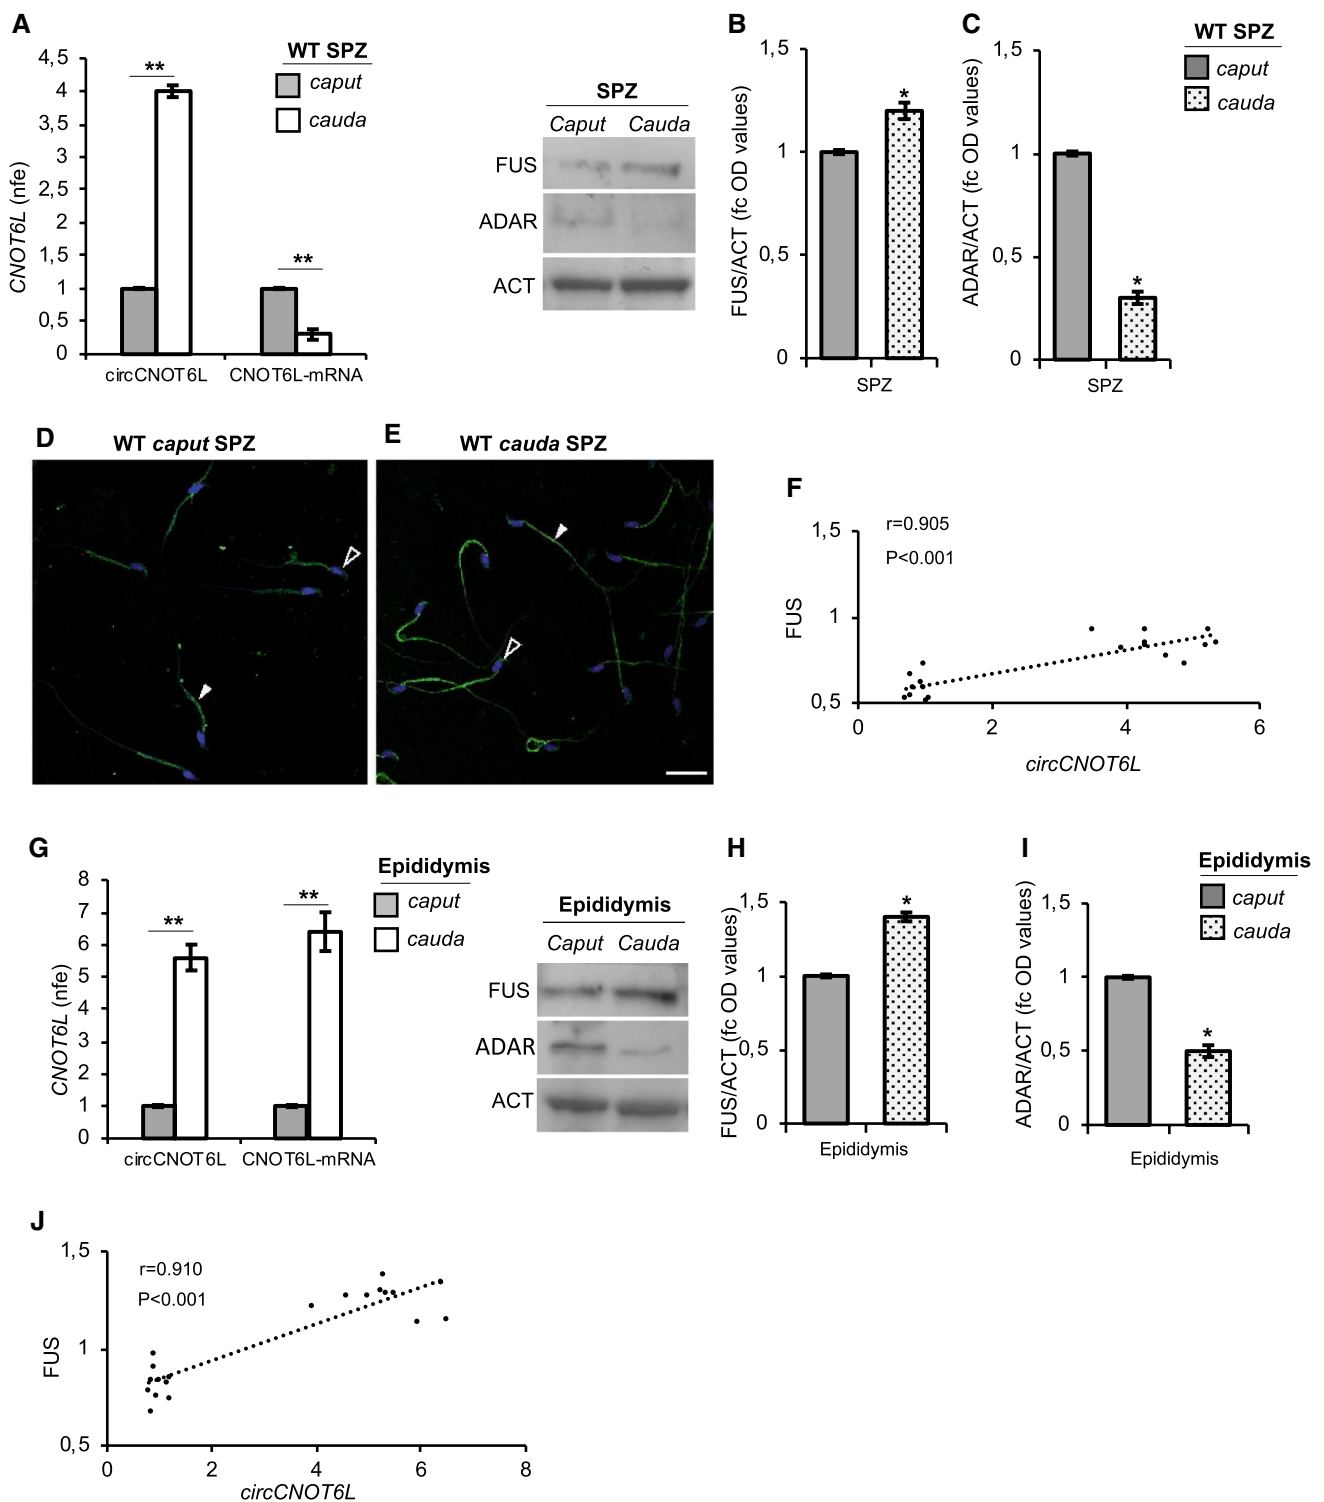 A
4,5
4
3,5
3
2,5
2
1,5
1
0,5
0
CNOT6L (nfe)
**
**
circCNOT6L
CNOT6L-mRNA
WT SPZ
caput
cauda
SPZ
Caput Cauda
FUS
ADAR
ACT
B
1,5
1
0,5
0
FUS/ACT (fc OD values)
*
SPZ
C
1,5
1
0,5
0
ADAR/ACT (fc OD values)
*
SPZ
WT SPZ
caput
cauda
D
WT caput SPZ
E
WT cauda SPZ
F
r=0.905
P<0.001
1,5
1
0,5
FUS
0 2 4 6
circCNOT6L
G
8
7
6
5
4
3
2
1
0
CNOT6L (nfe)
**
**
circCNOT6L
CNOT6L-mRNA
Epididymis
caput
cauda
Epididymis
Caput Cauda
FUS
ADAR
ACT
H
1,5
1
0,5
0
FUS/ACT (fc OD values)
*
Epididymis
I
1,5
1
0,5
0
ADAR/ACT (fc OD values)
*
Epididymis
Epididymis
caput
cauda
J
r=0.910
P<0.001
1,5
1
0,5
FUS
0 2 4 6 8
circCNOT6L